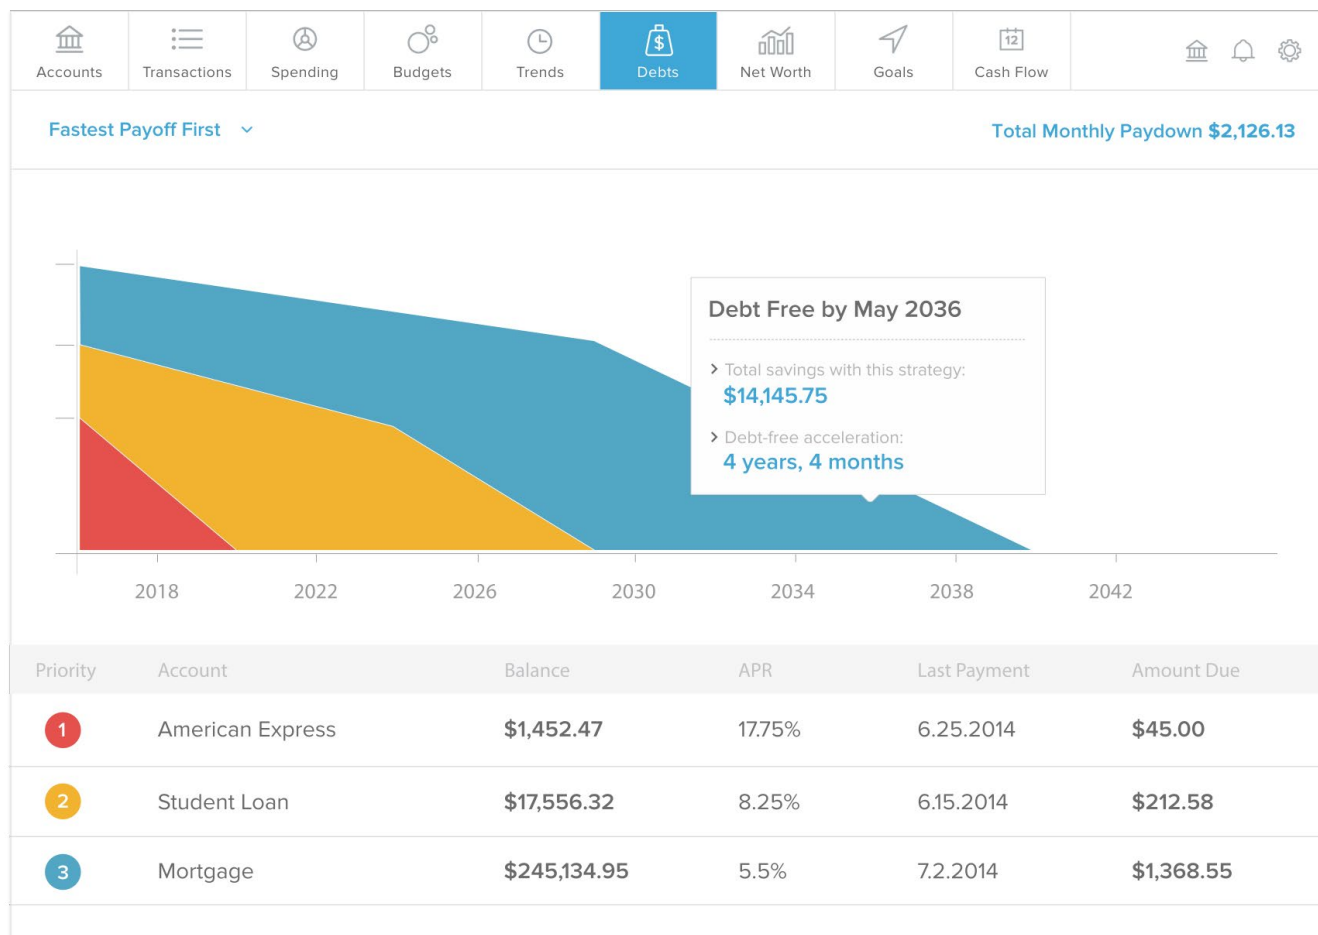 Accounts Transactions Spending Budgets Trends Debts Net Worth Goals 12 Cash Flow
Fastest Payoff First
Total Monthly Paydown $2,126.13
Debt Free by May 2036
Total savings with this strategy:
$14,145.75
Debt-free acceleration:
4 years, 4 months
2018 2022 2026 2030 2034 2038 2042
Priority Account Balance APR Last Payment Amount Due
1 American Express $1,452.47 17.75% 6.25.2014 $45.00
2 Student Loan $17,556.32 8.25% 6.15.2014 $212.58
3 Mortgage $245,134.95 5.5% 7.2.2014 $1,368.55